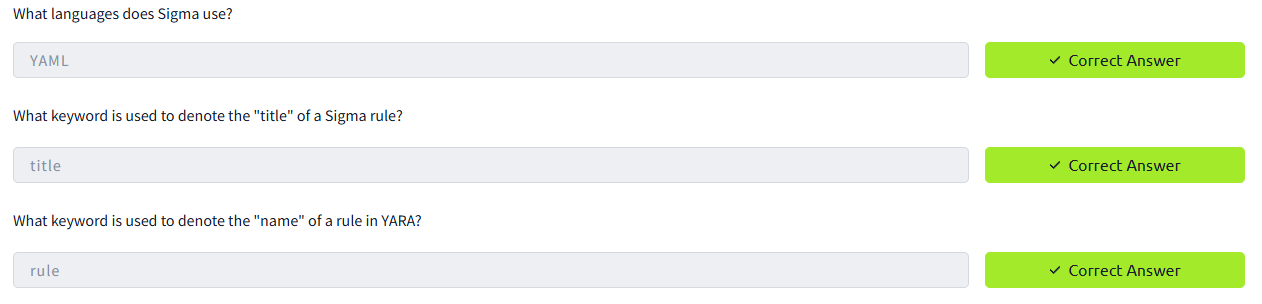 What languages does Sigma use?
YAML
✓ Correct Answer
What keyword is used to denote the "title" of a Sigma rule?
title
✓ Correct Answer
What keyword is used to denote the "name" of a rule in YARA?
rule
✓ Correct Answer